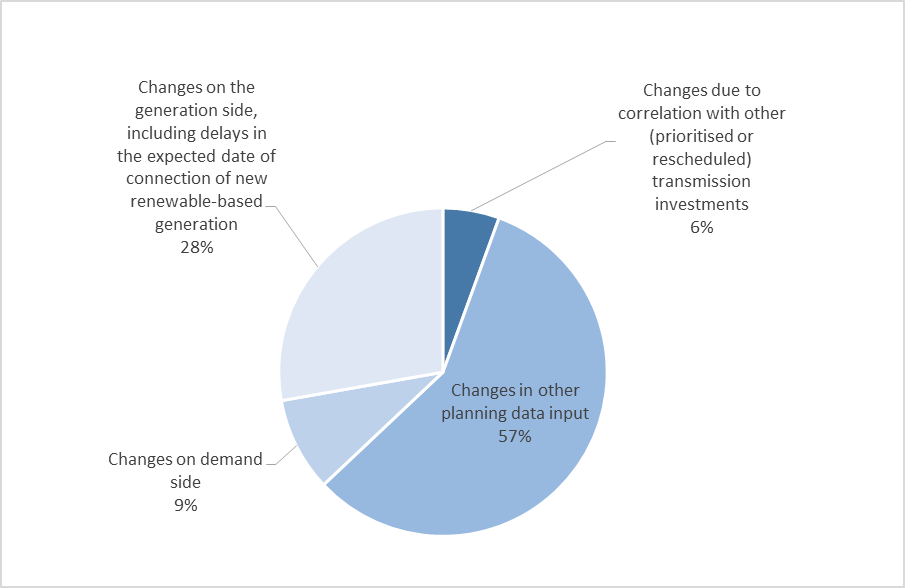 Changes on the
generation side,
including delays in
the expected date of
connection of new
renewable-based
generation
28%
Changes due to
correlation with other
(prioritised or
rescheduled)
transmission
investments
6%
Changes in other
planning data input
57%
Changes on demand
side
9%